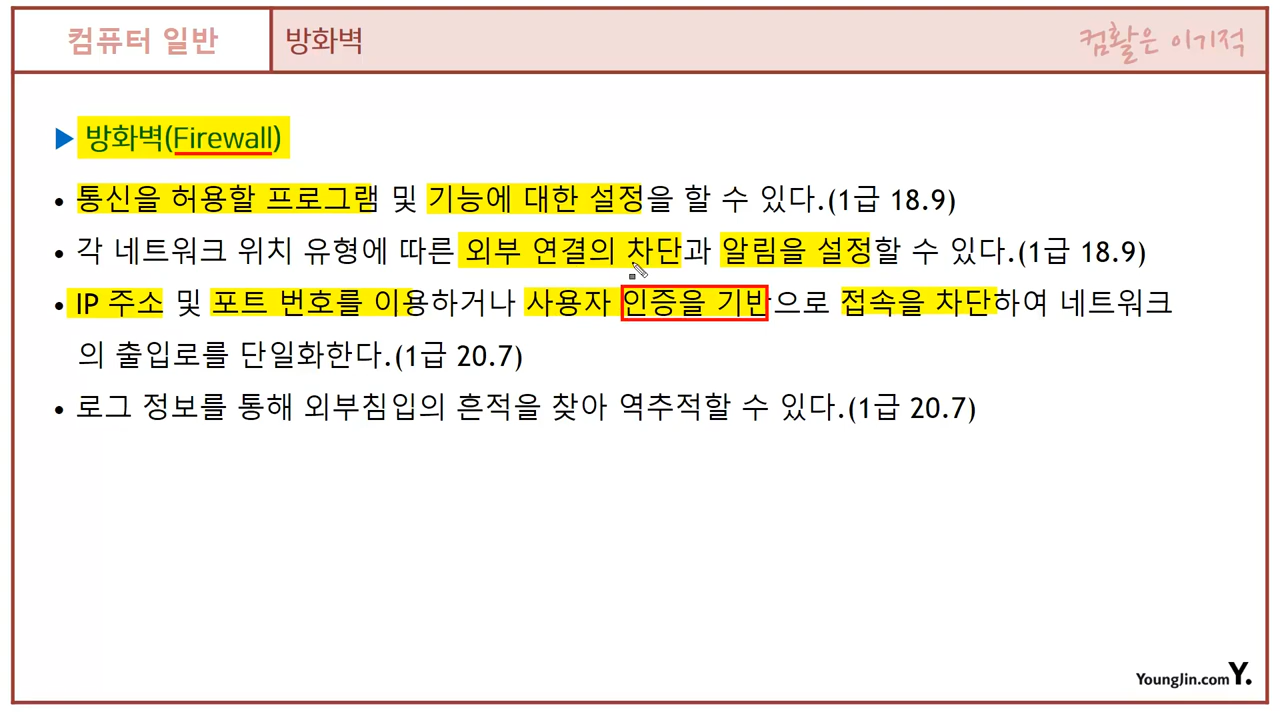 컴퓨터 일반
방화벽
컴활은 이기적
▶ 방화벽(Firewall)
• 통신을 허용할 프로그램 및 기능에 대한 설정을 할 수 있다.(1급 18.9)
• 각 네트워크 위치 유형에 따른 외부 연결의 차단과 알림을 설정할 수 있다.(1급 18.9)
• IP 주소 및 포트 번호를 이용하거나 사용자 인증을 기반으로 접속을 차단하여 네트워크
의 출입로를 단일화한다.(1급 20.7)
• 로그 정보를 통해 외부침입의 흔적을 찾아 역추적할 수 있다.(1급 20.7)
YoungJin.com Y.